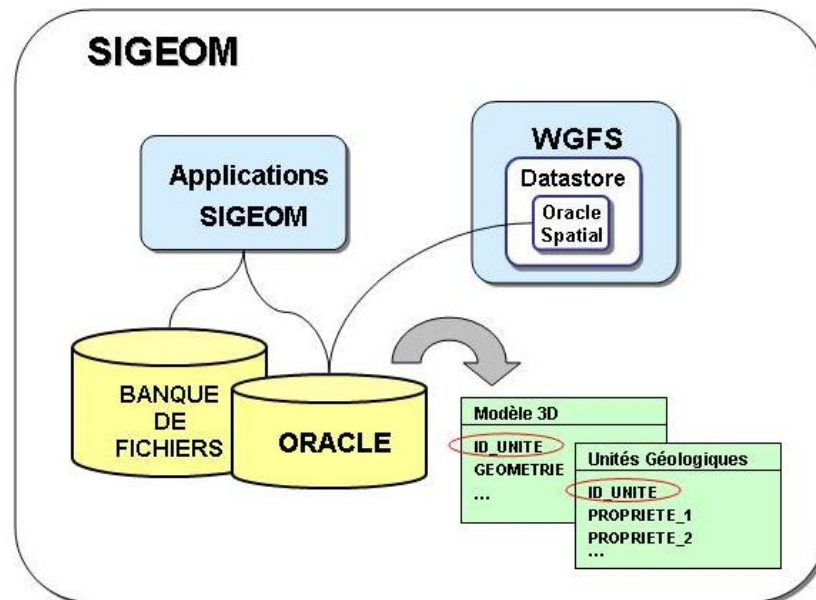 SIGEOM
Applications
SIGEOM
WGFS
Datastore
Oracle
Spatial
BANQUE
DE
FICHIERS
ORACLE
Modèle 3D
ID_UNITE
GEOMETRIE
...
Unités Géologiques
ID_UNITE
PROPRIETE_1
PROPRIETE_2
...